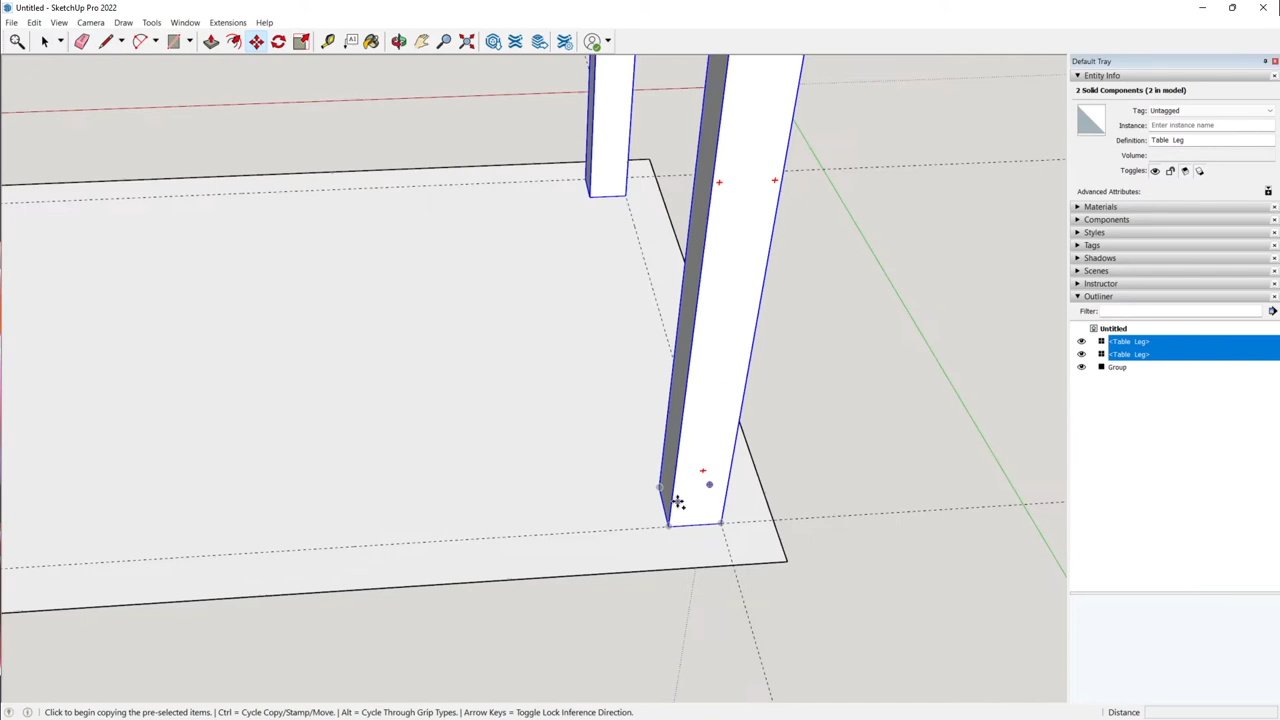 Untitled - SketchUp Pro 2022
File Edit View Camera Draw Tools Window Extensions Help
Default Tray
Entity Info
2 Solid Components (2 in model)
Tag: Untagged
Instance: Enter instance name
Definition: Table Leg
Volume:
Toggles:
Advanced Attributes:
Materials
Components
Styles
Tags
Shadows
Scenes
Instructor
Outliner
Filter:
Untitled
<Table Leg>
<Table Leg>
Group
Click to begin copying the pre-selected items. | Ctrl = Cycle Copy/Stamp/Move. | Alt = Cycle Through Grip Types. | Arrow Keys = Toggle Lock Inference Direction.
Distance